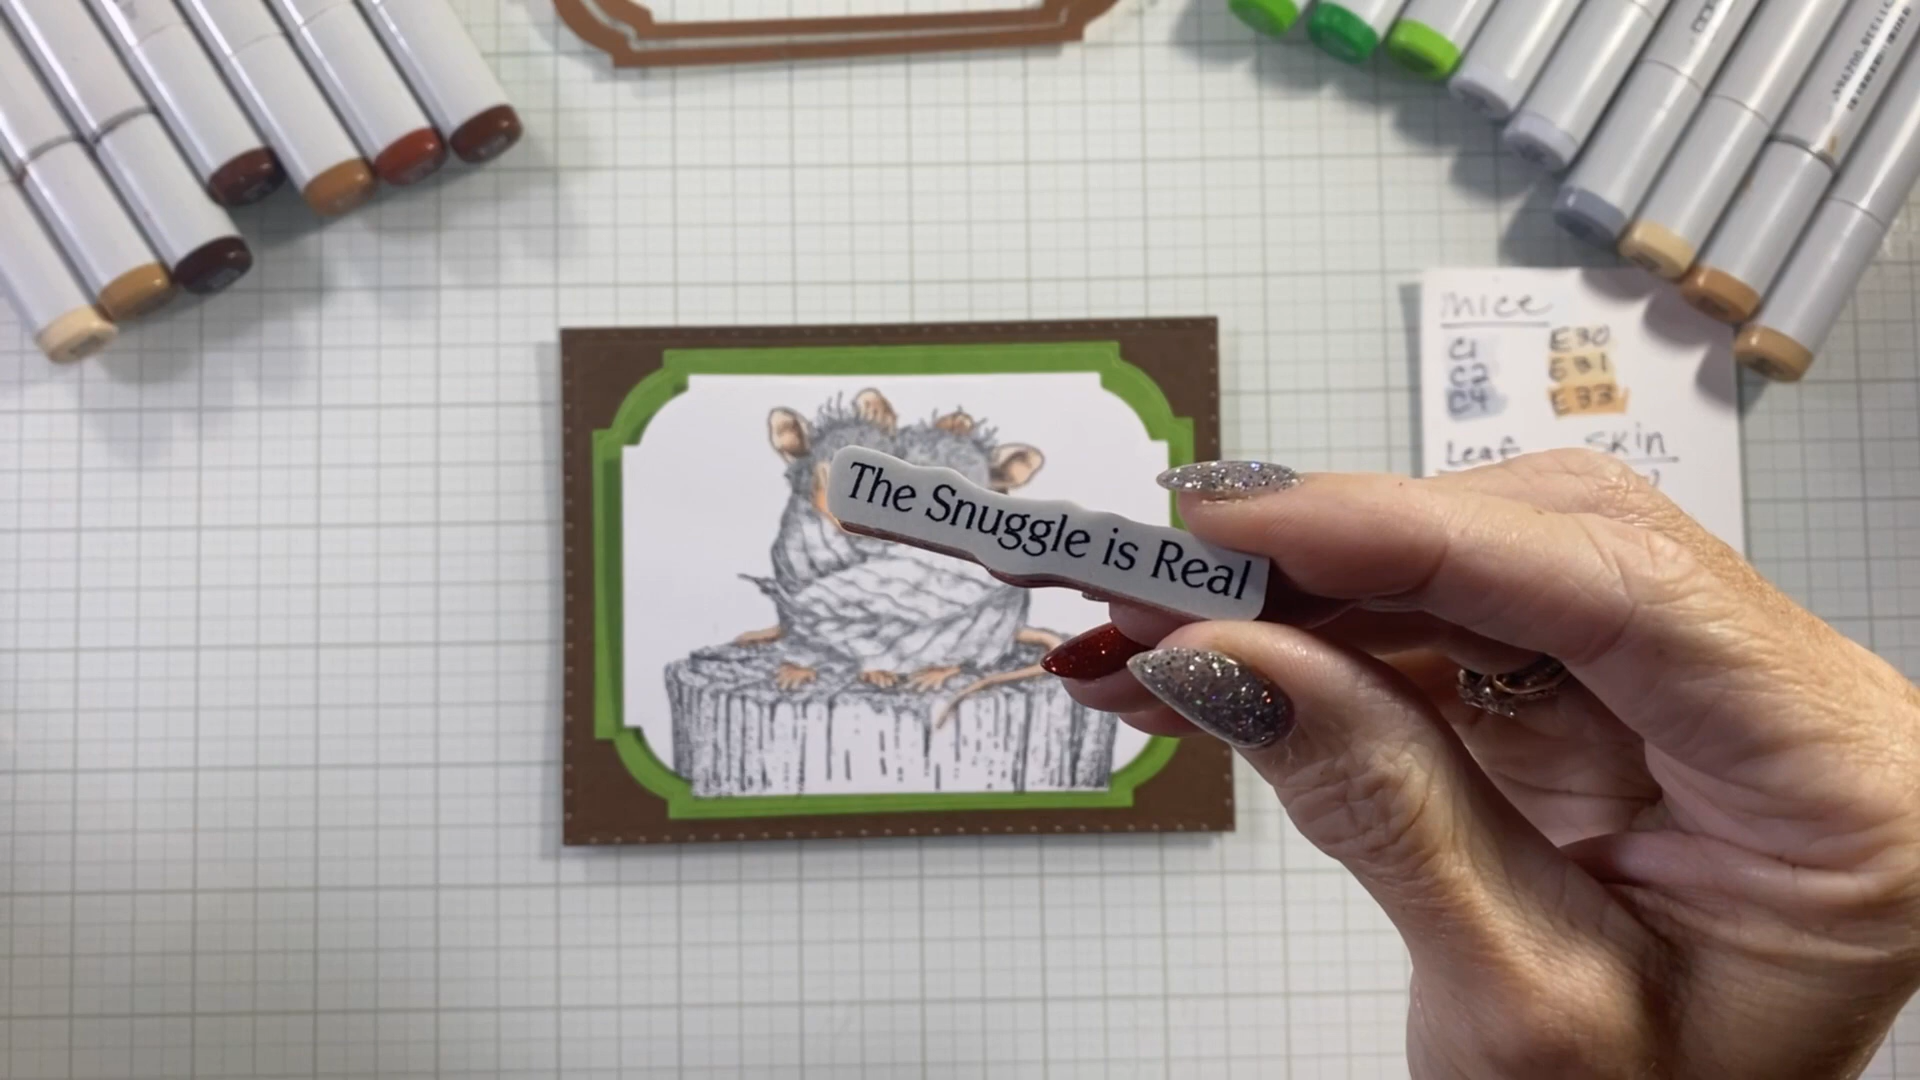 The Snuggle is Real
mice
C1 E30
C2 E31
C4 E33
Leaf Skin